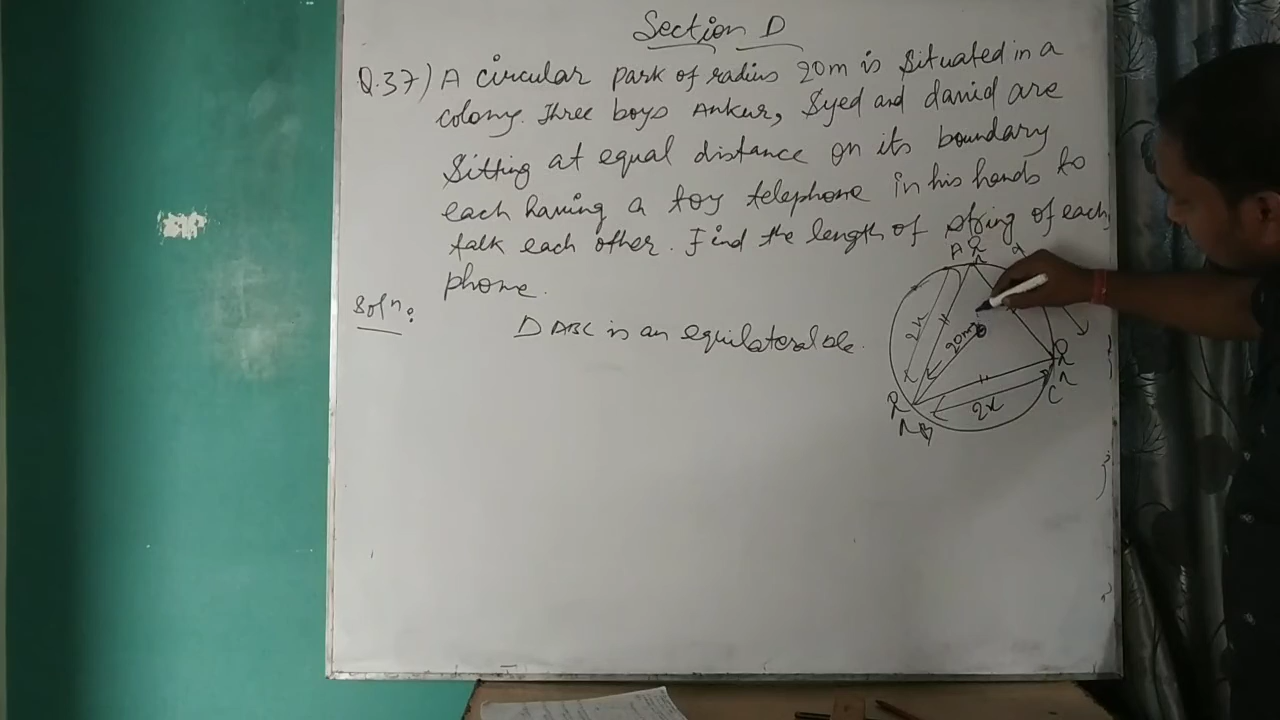 Section D
Q.37) A circular park of radius 20m is situated in a
colony. Three boys Ankur, Syed and david are
Sitting at equal distance on its boundary
each having a toy telephone in his hands to
talk each other. Find the length of string of each
phone.
Soln:
Δ ABC is an equilateral
A
2x
20m
O
2x
B
C